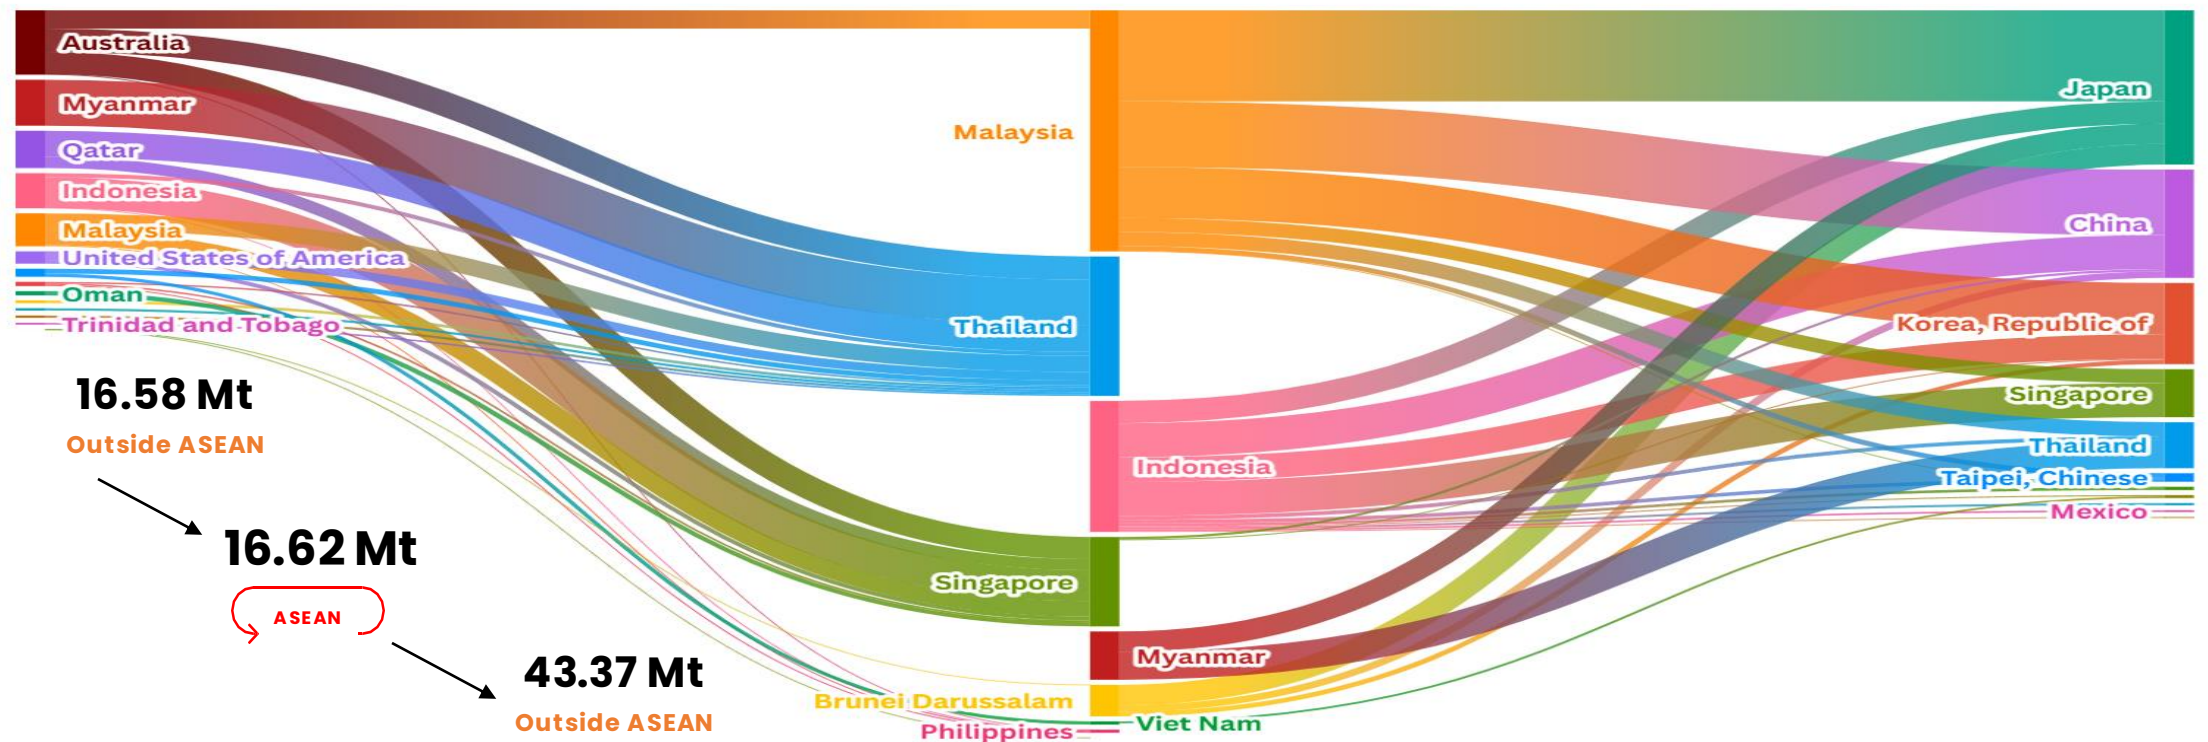 Australia
Myanmar
Qatar
Indonesia
Malaysia
United States of America
Oman
Trinidad and Tobago
16.58 Mt
Outside ASEAN
16.62 Mt
ASEAN
43.37 Mt
Outside ASEAN
Malaysia
Thailand
Indonesia
Singapore
Myanmar
Brunei Darussalam
Viet Nam
Philippines
Japan
China
Korea, Republic of
Singapore
Thailand
Taipei, Chinese
Mexico